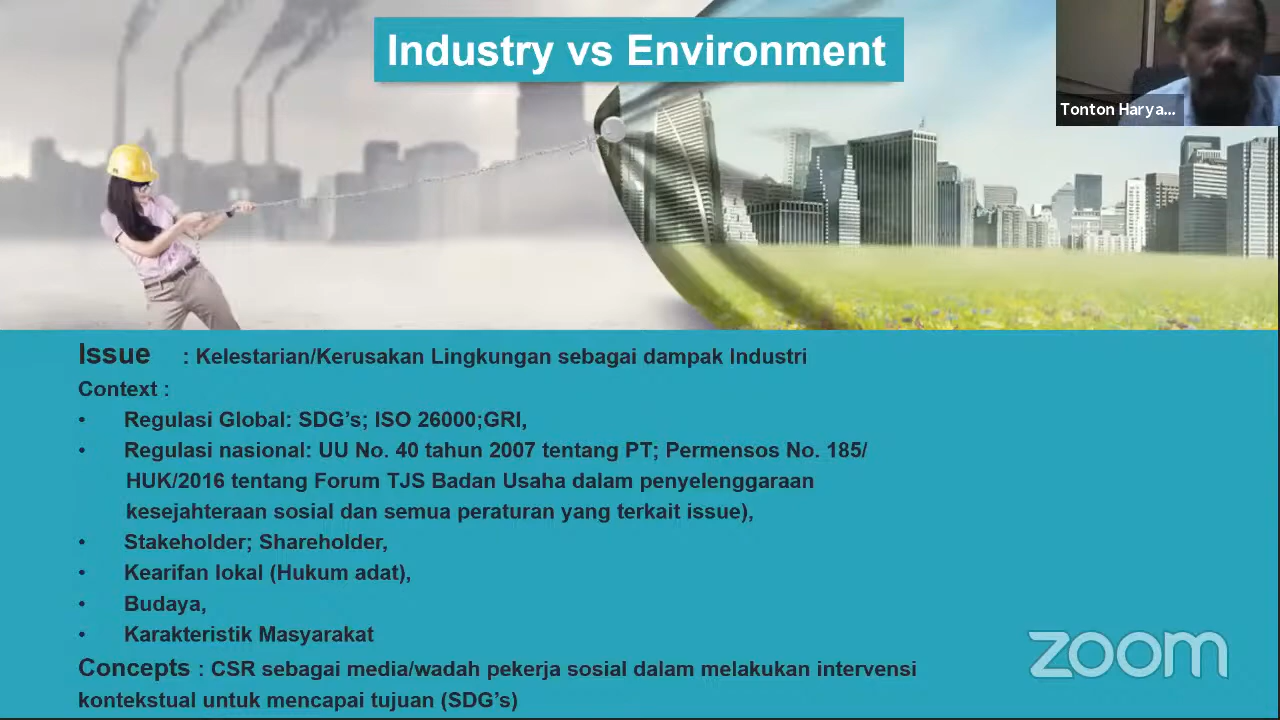 Industry vs Environment
Tonton Harya...
Issue : Kelestarian/Kerusakan Lingkungan sebagai dampak Industri
Context :
• Regulasi Global: SDG's; ISO 26000;GRI,
• Regulasi nasional: UU No. 40 tahun 2007 tentang PT; Permensos No. 185/
HUK/2016 tentang Forum TJS Badan Usaha dalam penyelenggaraan
kesejahteraan sosial dan semua peraturan yang terkait issue),
• Stakeholder; Shareholder,
• Kearifan lokal (Hukum adat),
• Budaya,
• Karakteristik Masyarakat
Concepts : CSR sebagai media/wadah pekerja sosial dalam melakukan intervensi
kontekstual untuk mencapai tujuan (SDG's)
zoom